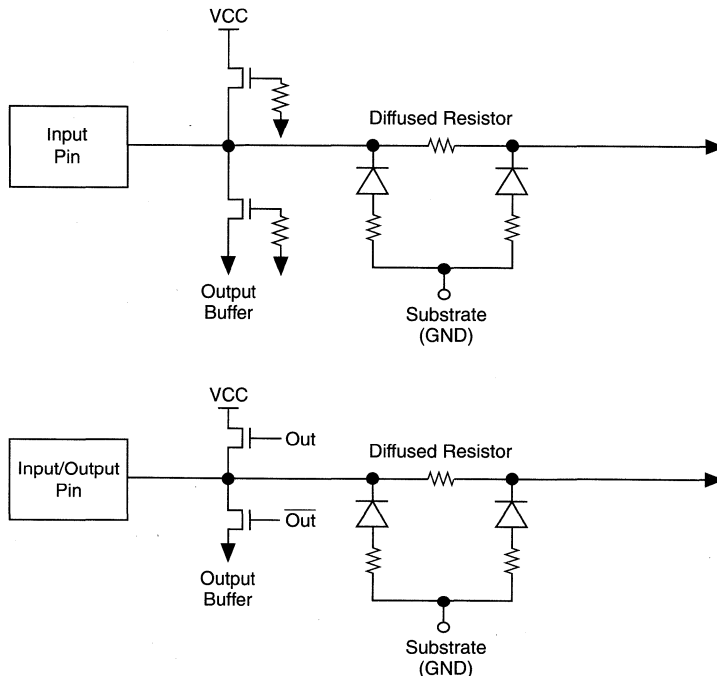 VCC
Input
Pin
Diffused Resistor
Output
Buffer
Substrate
(GND)
VCC
Out
Input/Output
Pin
Diffused Resistor
O̅u̅t̅
Output
Buffer
Substrate
(GND)